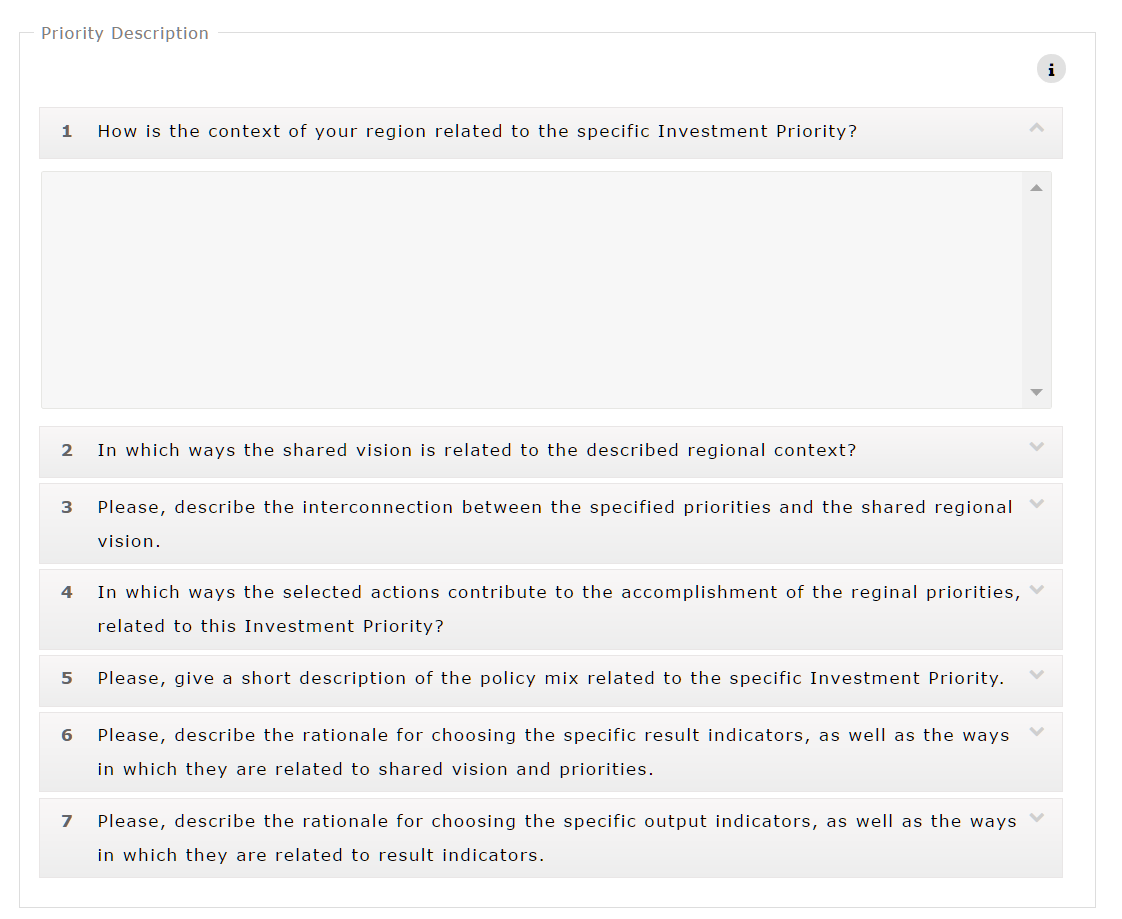 Priority Description
i
1 How is the context of your region related to the specific Investment Priority?
2 In which ways the shared vision is related to the described regional context?
3 Please, describe the interconnection between the specified priorities and the shared regional
vision.
4 In which ways the selected actions contribute to the accomplishment of the reginal priorities,
related to this Investment Priority?
5 Please, give a short description of the policy mix related to the specific Investment Priority.
6 Please, describe the rationale for choosing the specific result indicators, as well as the ways
in which they are related to shared vision and priorities.
7 Please, describe the rationale for choosing the specific output indicators, as well as the ways
in which they are related to result indicators.